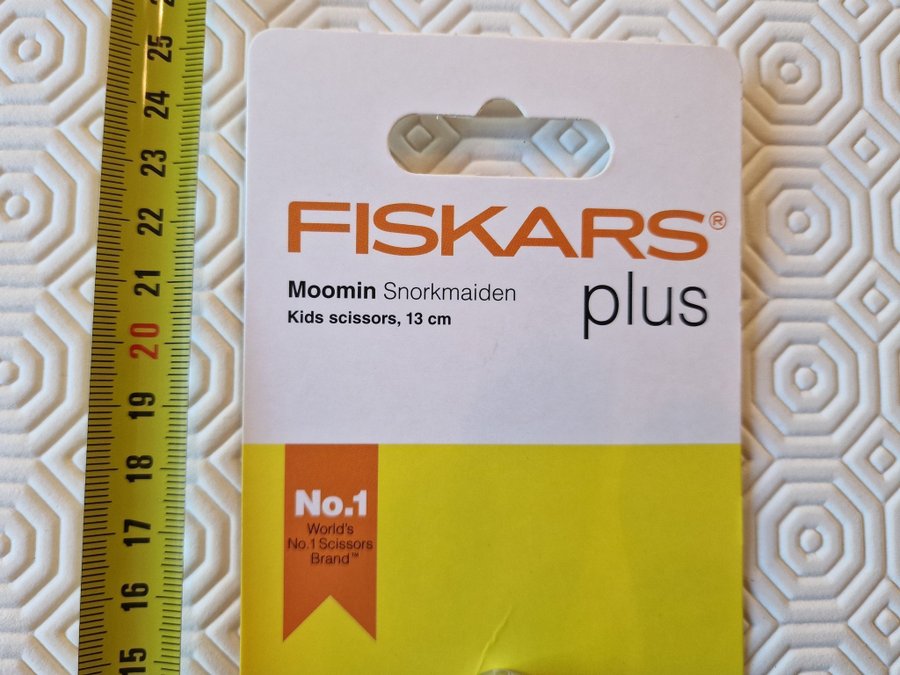 25
24
23
22
21
20
19
18
17
16
15
FISKARS®
plus
Moomin Snorkmaiden
Kids scissors, 13 cm
No.1
World's
No.1 Scissors
Brand™